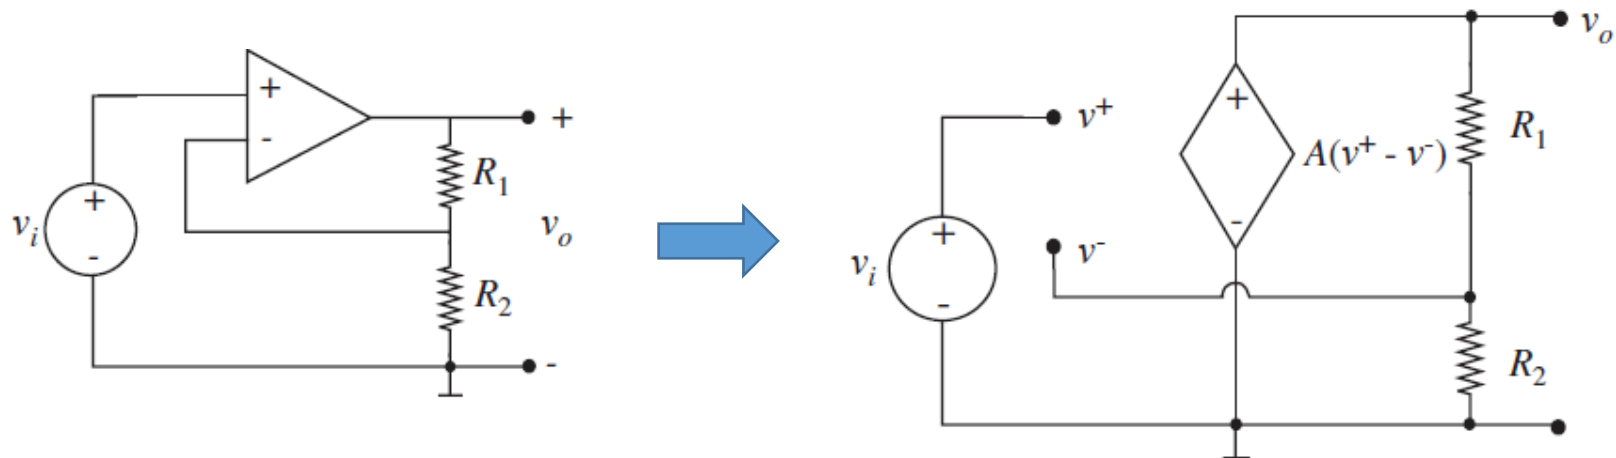 +
-
+
-
v_i
R_1
R_2
+
v_o
-
v_o
v^+
v^-
+
-
A(v^+ - v^-)
R_1
v_i
+
-
R_2